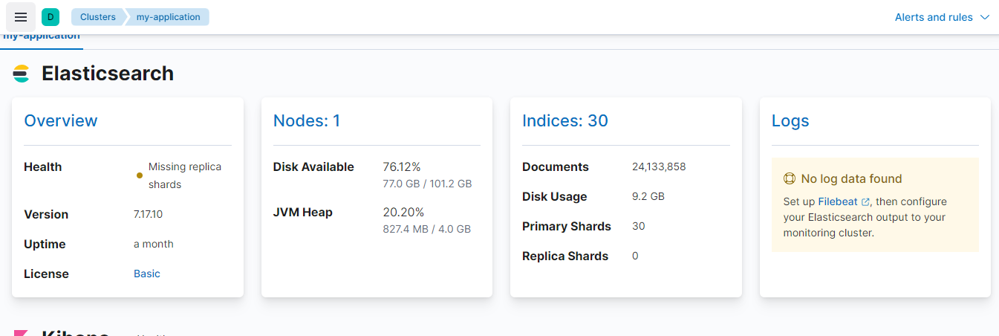 D
Clusters
my-application
Alerts and rules
my-application
Elasticsearch
Overview
Health
Missing replica
shards
Version
7.17.10
Uptime
a month
License
Basic
Nodes: 1
Disk Available
76.12%
77.0 GB / 101.2 GB
JVM Heap
20.20%
827.4 MB / 4.0 GB
Indices: 30
Documents
24,133,858
Disk Usage
9.2 GB
Primary Shards
30
Replica Shards
0
Logs
No log data found
Set up Filebeat, then configure
your Elasticsearch output to your
monitoring cluster.
Kibana